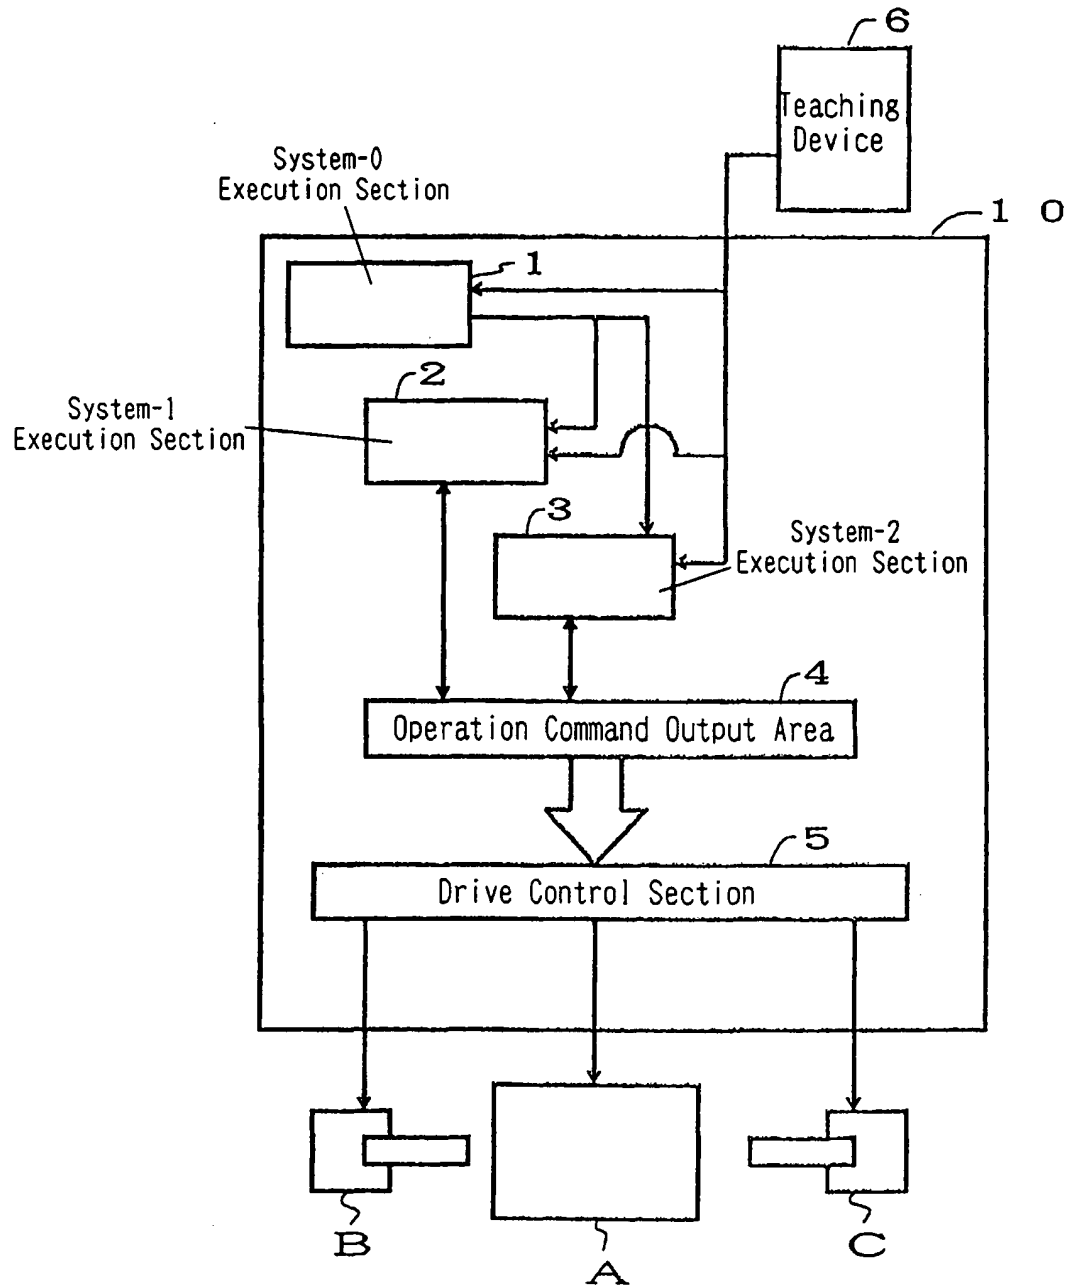 6
Teaching
Device
System-0
Execution Section
1 0
1
2
System-1
Execution Section
3
System-2
Execution Section
4
Operation Command Output Area
5
Drive Control Section
B
A
C